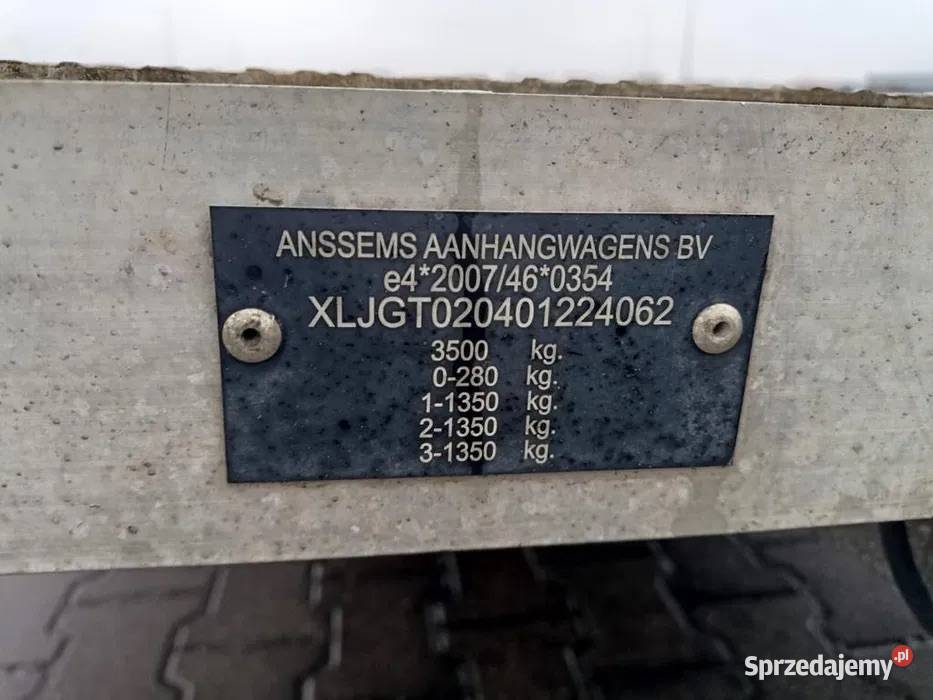 ANSSEMS AANHANGWAGENS BV
e4*2007/46*0354
XLJGT020401224062
3500 kg.
0-280 kg.
1-1350 kg.
2-1350 kg.
3-1350 kg.
Sprzedajemy.pl